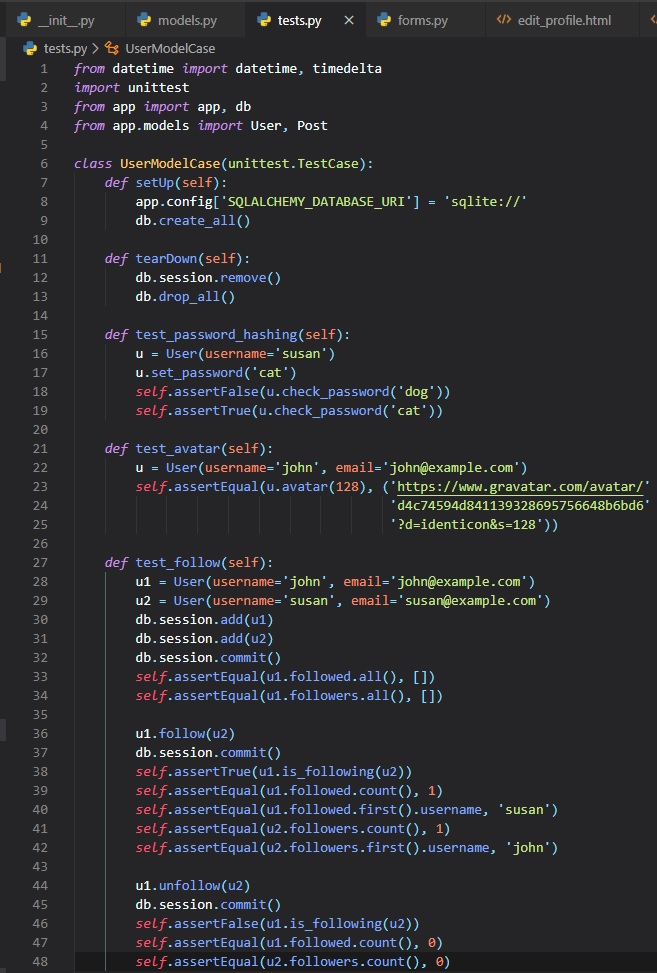 __init__.py models.py tests.py × forms.py edit_profile.html
tests.py > UserModelCase
1 from datetime import datetime, timedelta
2 import unittest
3 from app import app, db
4 from app.models import User, Post
5
6 class UserModelCase(unittest.TestCase):
7     def setUp(self):
8         app.config['SQLALCHEMY_DATABASE_URI'] = 'sqlite://'
9         db.create_all()
10
11     def tearDown(self):
12         db.session.remove()
13         db.drop_all()
14
15     def test_password_hashing(self):
16         u = User(username='susan')
17         u.set_password('cat')
18         self.assertFalse(u.check_password('dog'))
19         self.assertTrue(u.check_password('cat'))
20
21     def test_avatar(self):
22         u = User(username='john', email='john@example.com')
23         self.assertEqual(u.avatar(128), ('https://www.gravatar.com/avatar/'
24                                          'd4c74594d841139328695756648b6bd6'
25                                          '?d=identicon&s=128'))
26
27     def test_follow(self):
28         u1 = User(username='john', email='john@example.com')
29         u2 = User(username='susan', email='susan@example.com')
30         db.session.add(u1)
31         db.session.add(u2)
32         db.session.commit()
33         self.assertEqual(u1.followed.all(), [])
34         self.assertEqual(u1.followers.all(), [])
35
36         u1.follow(u2)
37         db.session.commit()
38         self.assertTrue(u1.is_following(u2))
39         self.assertEqual(u1.followed.count(), 1)
40         self.assertEqual(u1.followed.first().username, 'susan')
41         self.assertEqual(u2.followers.count(), 1)
42         self.assertEqual(u2.followers.first().username, 'john')
43
44         u1.unfollow(u2)
45         db.session.commit()
46         self.assertFalse(u1.is_following(u2))
47         self.assertEqual(u1.followed.count(), 0)
48         self.assertEqual(u2.followers.count(), 0)